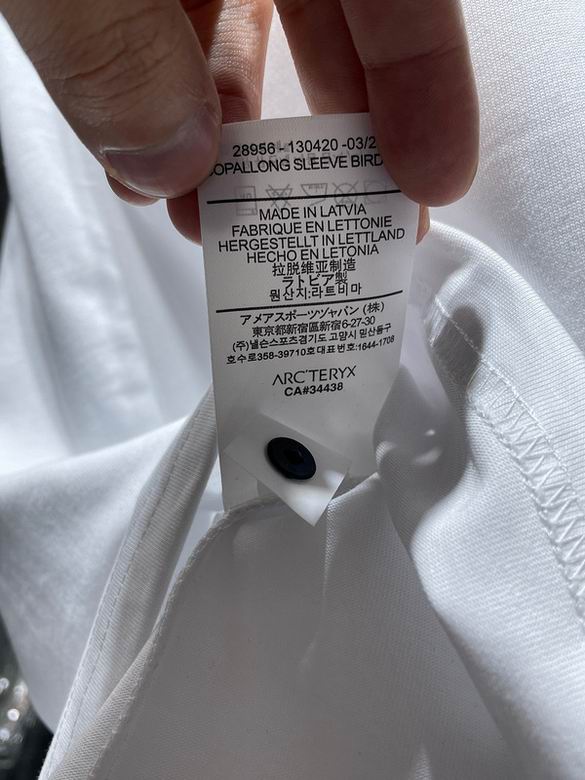 28956-130420-03/2
OPALLONG SLEEVE BIRD
MADE IN LATVIA
FABRIQUE EN LETTONIE
HERGESTELLT IN LETTLAND
HECHO EN LETONIA
拉脱维亚制造
ラトビア製
원산지:라트비마
アメアスポーツジャパン(株)
東京都新宿區新宿6-27-30
(주)넬슨스포츠경기도 고양시 일산동구
호수로358-39710호대표번호:1644-1708
ARC'TERYX
CA#34438